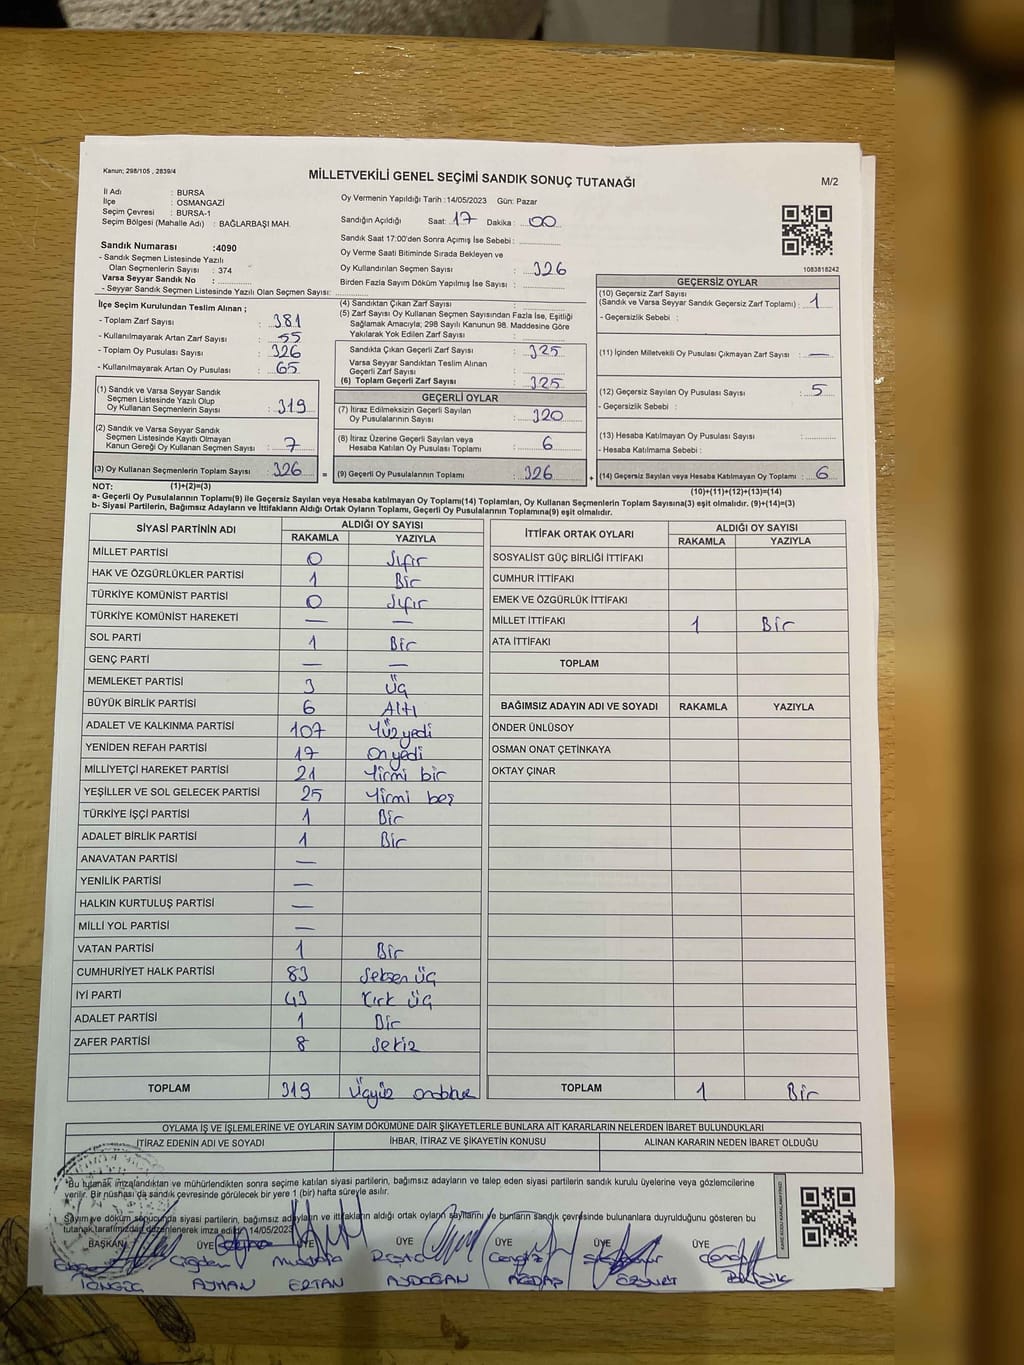 Kanun; 298/105 , 2839/4
MİLLETVEKİLİ GENEL SEÇİMİ SANDIK SONUÇ TUTANAĞI
M/2
İl Adı : BURSA
İlçe : OSMANGAZİ
Seçim Çevresi : BURSA-1
Seçim Bölgesi (Mahalle Adı) : BAĞLARBAŞI MAH.
Sandık Numarası :4090
- Sandık Seçmen Listesinde Yazılı
Olan Seçmenlerin Sayısı : 374
Varsa Seyyar Sandık No :
- Seyyar Sandık Seçmen Listesinde Yazılı Olan Seçmen Sayısı:
Oy Vermenin Yapıldığı Tarih :14/05/2023 Gün: Pazar
Sandığın Açıldığı Saat: 17 Dakika : 00
Sandık Saat 17:00'den Sonra Açımış İse Sebebi :
Oy Verme Saati Bitiminde Sırada Bekleyen ve
Oy Kullandırılan Seçmen Sayısı : 326
Birden Fazla Sayım Döküm Yapılmış İse Sayısı :
1083818242
İlçe Seçim Kurulundan Teslim Alınan ;
- Toplam Zarf Sayısı : 381
- Kullanılmayarak Artan Zarf Sayısı : 55
- Toplam Oy Pusulası Sayısı : 326
- Kullanılmayarak Artan Oy Pusulası : 65
(1) Sandık ve Varsa Seyyar Sandık
Seçmen Listesinde Yazılı Olup
Oy Kullanan Seçmenlerin Sayısı : 319
(2) Sandık ve Varsa Seyyar Sandık
Seçmen Listesinde Kayıtlı Olmayan
Kanun Gereği Oy Kullanan Seçmen Sayısı : 7
(3) Oy Kullanan Seçmenlerin Toplam Sayısı : 326 =
(4) Sandıktan Çıkan Zarf Sayısı :
(5) Zarf Sayısı Oy Kullanan Seçmen Sayısından Fazla İse, Eşitliği
Sağlamak Amacıyla; 298 Sayılı Kanunun 98. Maddesine Göre
Yakılarak Yok Edilen Zarf Sayısı :
Sandıkta Çıkan Geçerli Zarf Sayısı : 325
Varsa Seyyar Sandıktan Teslim Alınan
Geçerli Zarf Sayısı :
(6) Toplam Geçerli Zarf Sayısı : 325
GEÇERLİ OYLAR
(7) İtiraz Edilmeksizin Geçerli Sayılan
Oy Pusulalarının Sayısı : 320
(8) İtiraz Üzerine Geçerli Sayılan veya
Hesaba Katılan Oy Pusulası Toplamı : 6
(9) Geçerli Oy Pusulalarının Toplamı : 326 +
GEÇERSİZ OYLAR
(10) Geçersiz Zarf Sayısı
(Sandık ve Varsa Seyyar Sandık Geçersiz Zarf Toplamı) : 1
- Geçersizlik Sebebi :
(11) İçinden Milletvekili Oy Pusulası Çıkmayan Zarf Sayısı : —
(12) Geçersiz Sayılan Oy Pusulası : 5
- Geçersizlik Sebebi :
(13) Hesaba Katılmayan Oy Pusulası Sayısı :
- Hesaba Katılmama Sebebi :
(14) Geçersiz Sayılan veya Hesaba Katılmayan Oy Toplamı : 6
NOT: (1)+(2)=(3) (10)+(11)+(12)+(13)=(14)
a- Geçerli Oy Pusulalarının Toplamı(9) ile Geçersiz Sayılan veya Hesaba katılmayan Oy Toplamı(14) Toplamları, Oy Kullanan Seçmenlerin Toplam Sayısına(3) eşit olmalıdır. (9)+(14)=(3)
b- Siyasi Partilerin, Bağımsız Adayların ve İttifakların Aldığı Ortak Oyların Toplamı, Geçerli Oy Pusulalarının Toplamına(9) eşit olmalıdır.
SİYASİ PARTİNİN ADI ALDIĞI OY SAYISI
RAKAMLA YAZIYLA
MİLLET PARTİSİ 0 Sıfır
HAK VE ÖZGÜRLÜKLER PARTİSİ 1 Bir
TÜRKİYE KOMÜNİST PARTİSİ 0 Sıfır
TÜRKİYE KOMÜNİST HAREKETİ — —
SOL PARTİ 1 Bir
GENÇ PARTİ — —
MEMLEKET PARTİSİ 3 Üç
BÜYÜK BİRLİK PARTİSİ 6 Altı
ADALET VE KALKINMA PARTİSİ 107 Yüz yedi
YENİDEN REFAH PARTİSİ 17 On yedi
MİLLİYETÇİ HAREKET PARTİSİ 21 Yirmi bir
YEŞİLLER VE SOL GELECEK PARTİSİ 25 Yirmi beş
TÜRKİYE İŞÇİ PARTİSİ 1 Bir
ADALET BİRLİK PARTİSİ 1 Bir
ANAVATAN PARTİSİ —
YENİLİK PARTİSİ —
HALKIN KURTULUŞ PARTİSİ —
MİLLİ YOL PARTİSİ —
VATAN PARTİSİ 1 Bir
CUMHURİYET HALK PARTİSİ 83 Seksen üç
İYİ PARTİ 43 Kırk üç
ADALET PARTİSİ 1 Bir
ZAFER PARTİSİ 8 Sekiz
TOPLAM 319 Üçyüz ondokuz
İTTİFAK ORTAK OYLARI ALDIĞI OY SAYISI
RAKAMLA YAZIYLA
SOSYALİST GÜÇ BİRLİĞİ İTTİFAKI
CUMHUR İTTİFAKI
EMEK VE ÖZGÜRLÜK İTTİFAKI
MİLLET İTTİFAKI 1 Bir
ATA İTTİFAKI
TOPLAM
BAĞIMSIZ ADAYIN ADI VE SOYADI RAKAMLA YAZIYLA
ÖNDER ÜNLÜSOY
OSMAN ONAT ÇETİNKAYA
OKTAY ÇINAR
TOPLAM 1 Bir
OYLAMA İŞ VE İŞLEMLERİNE VE OYLARIN SAYIM DÖKÜMÜNE DAİR ŞİKAYETLERLE BUNLARA AİT KARARLARIN NELERDEN İBARET BULUNDUKLARI
İTİRAZ EDENİN ADI VE SOYADI İHBAR, İTİRAZ VE ŞİKAYETİN KONUSU ALINAN KARARIN NEDEN İBARET OLDUĞU
"Bu tutanak imzalandıktan ve mühürlendikten sonra seçime katılan siyasi partilerin, bağımsız adayların ve talep eden siyasi partilerin sandık kurulu üyelerine veya gözlemcilerine
verilir. Bir nüshası da sandık çevresinde görülecek bir yere 1 (bir) hafta süreyle asılır.
Sayım ve döküm sonucunda siyasi partilerin, bağımsız adayların ve ittifakların aldığı ortak oyların sayılarını ve bunların sandık çevresinde bulunanlara duyrulduğunu gösteren bu
tutanak tarafımızdan düzenlenerek imza edildi. 14/05/2023
BAŞKAN ÜYE ÜYE ÜYE ÜYE ÜYE ÜYE
Çiğdem Mustafa Cengiz
TONGUÇ AYHAN ERTAN AYDOĞAN